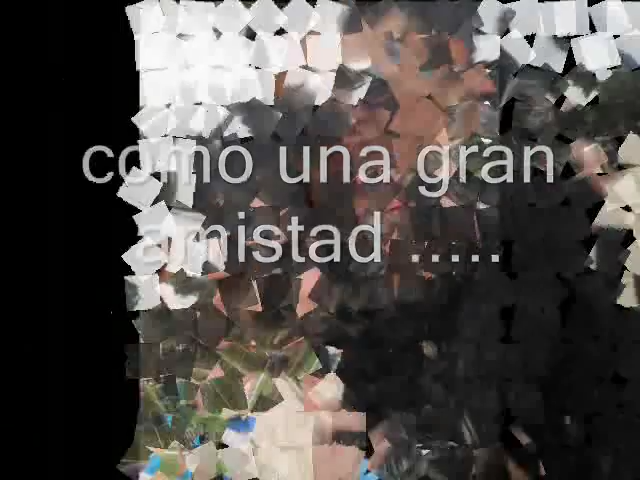 como una gran
amistad .....